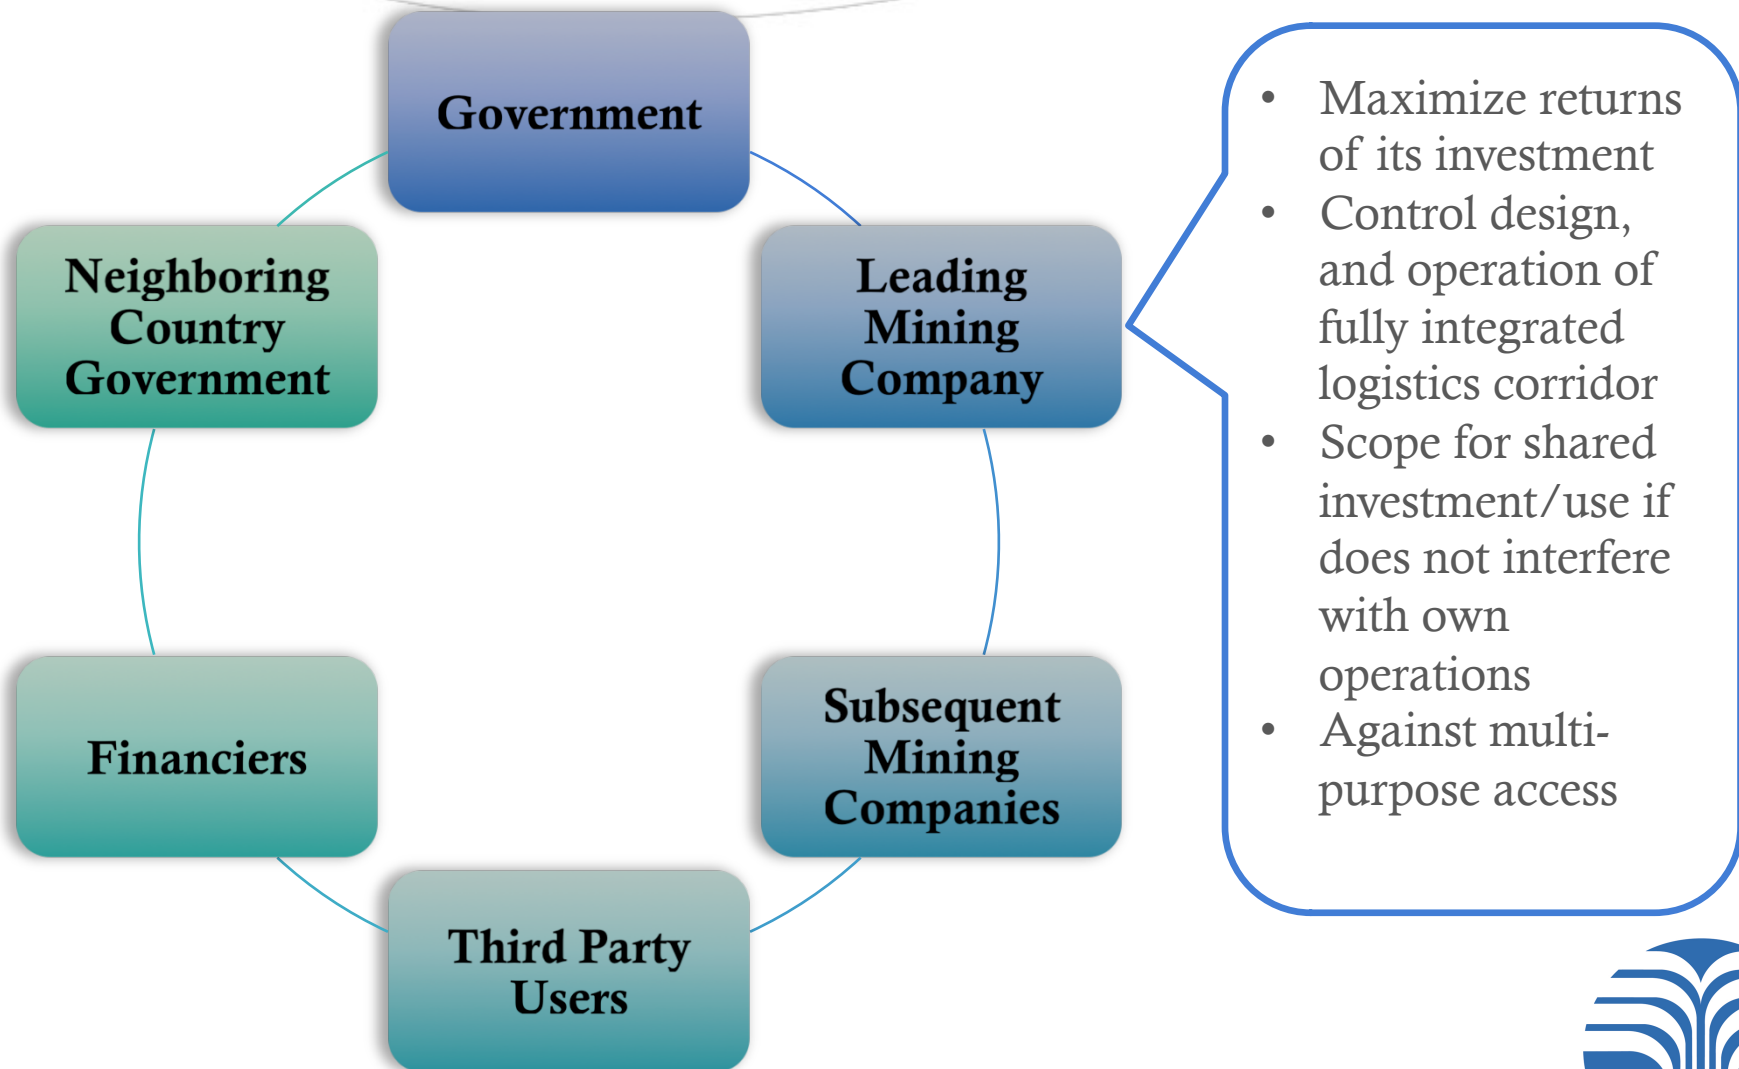 Government
Neighboring
Country
Government
Leading
Mining
Company
Financiers
Subsequent
Mining
Companies
Third Party
Users
• Maximize returns
of its investment
• Control design,
and operation of
fully integrated
logistics corridor
• Scope for shared
investment/use if
does not interfere
with own
operations
• Against multi-
purpose access